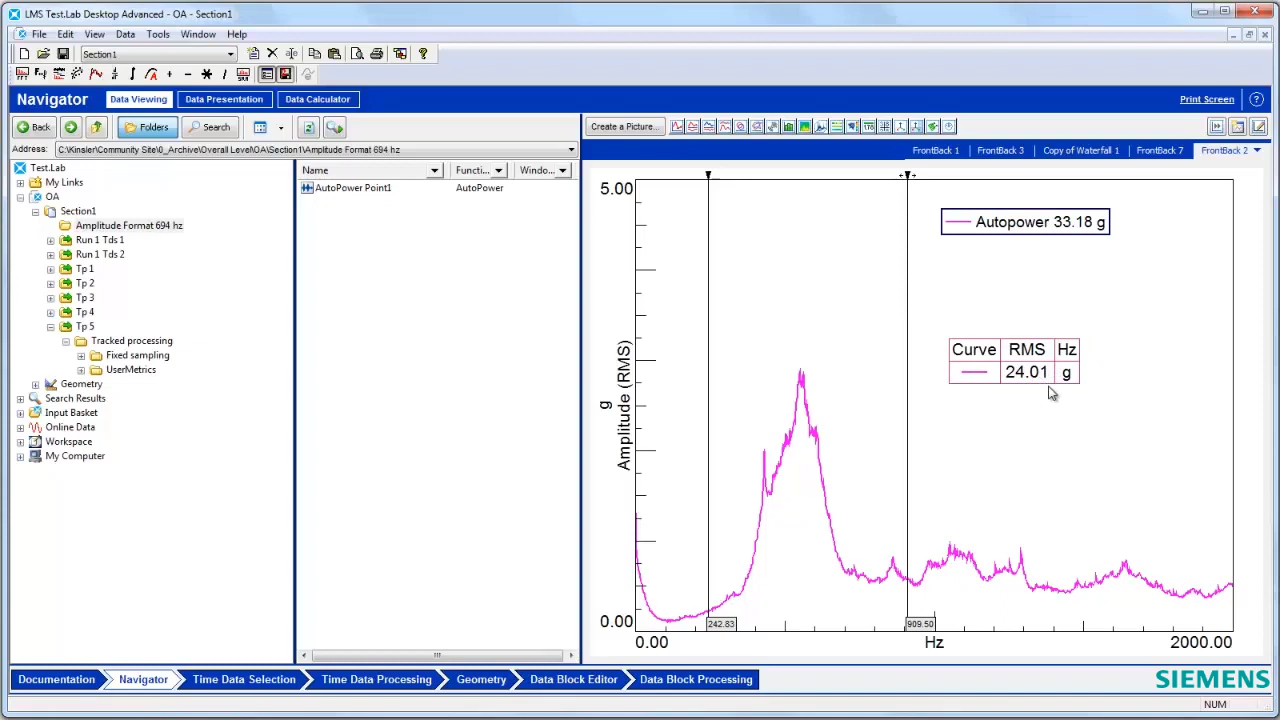 LMS Test.Lab Desktop Advanced - OA - Section1
File Edit View Data Tools Window Help
Section1
Navigator Data Viewing Data Presentation Data Calculator Print Screen
Back Folders Search Create a Picture...
Address: C:\Kinsler\Community Site\0_Archive\Overall Level\OA\Section1\Amplitude Format 694 hz
FrontBack 1 FrontBack 3 Copy of Waterfall 1 FrontBack 7 FrontBack 2
Test.Lab
My Links
OA
Section1
Amplitude Format 694 hz
Run 1 Tds 1
Run 1 Tds 2
Tp 1
Tp 2
Tp 3
Tp 4
Tp 5
Tracked processing
Fixed sampling
UserMetrics
Geometry
Search Results
Input Basket
Online Data
Workspace
My Computer
Name Functi... Windo...
AutoPower Point1 AutoPower
5.00
Autopower 33.18 g
Curve RMS Hz
24.01 g
g
Amplitude (RMS)
0.00
242.83 909.50
0.00 Hz 2000.00
Documentation Navigator Time Data Selection Time Data Processing Geometry Data Block Editor Data Block Processing
SIEMENS
NUM